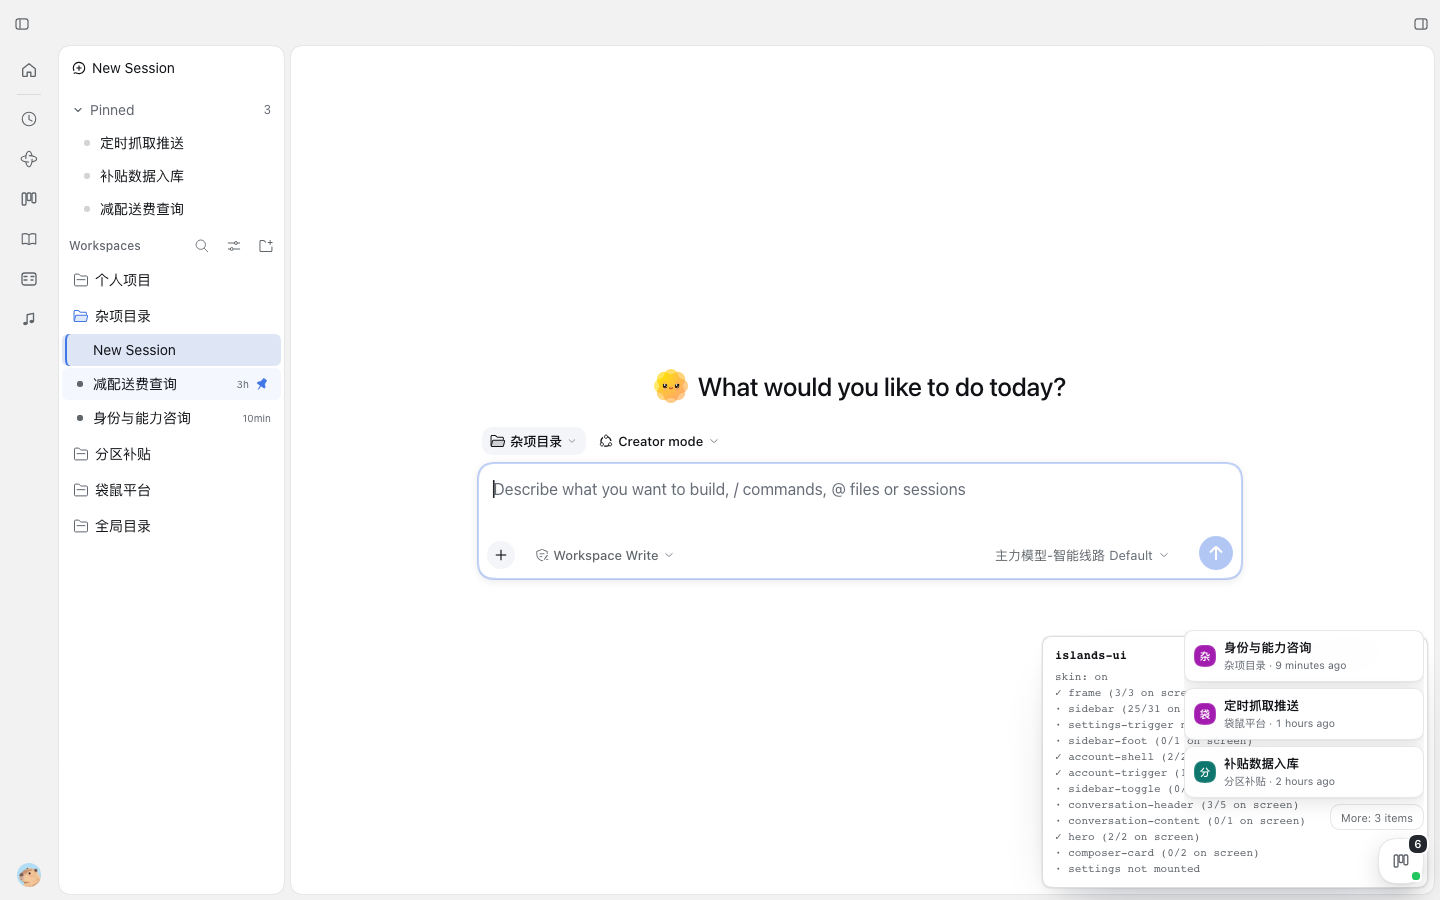 New Session
Pinned 3
定时抓取推送
补贴数据入库
减配送费查询
Workspaces
个人项目
杂项目录
New Session
减配送费查询 3h
身份与能力咨询 10min
分区补贴
袋鼠平台
全局目录
What would you like to do today?
杂项目录 Creator mode
Describe what you want to build, / commands, @ files or sessions
Workspace Write 主力模型-智能线路 Default
islands-ui
skin: on
✓ frame (3/3 on scre
· sidebar (25/31 on
· settings-trigger
· sidebar-foot (0/1 on screen)
✓ account-shell (2/2
✓ account-trigger (1
· sidebar-toggle (0/
· conversation-header (3/5 on screen)
· conversation-content (0/1 on screen)
✓ hero (2/2 on screen)
· composer-card (0/2 on screen)
· settings not mounted
杂 身份与能力咨询
杂项目录 · 9 minutes ago
袋 定时抓取推送
袋鼠平台 · 1 hours ago
分 补贴数据入库
分区补贴 · 2 hours ago
More: 3 items
6